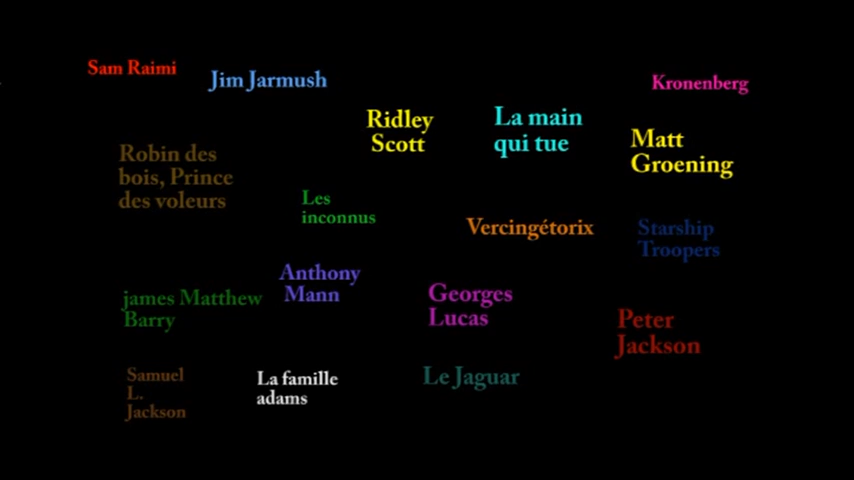 Sam Raimi
Jim Jarmush
Kronenberg
Ridley
Scott
La main
qui tue
Matt
Groening
Robin des
bois, Prince
des voleurs
Les
inconnus
Vercingétorix
Starship
Troopers
Anthony
Mann
james Matthew
Barry
Georges
Lucas
Peter
Jackson
Samuel
L.
Jackson
La famille
adams
Le Jaguar